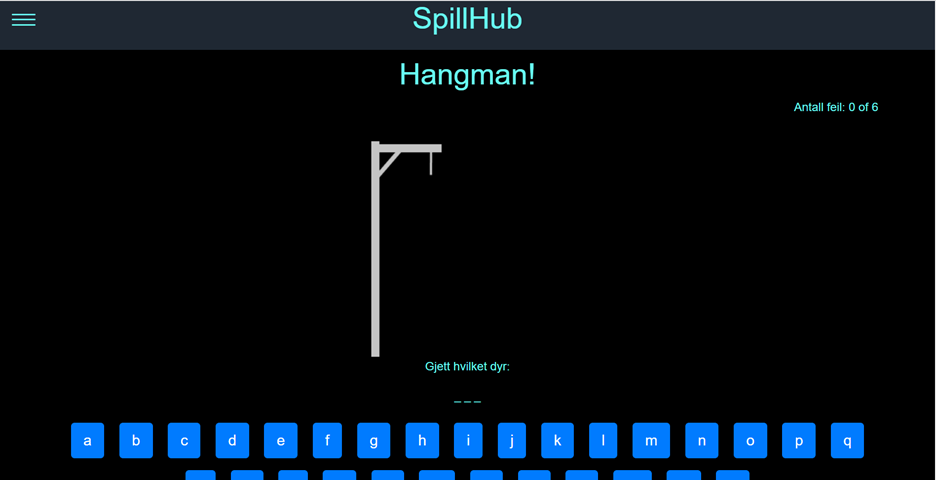 SpillHub
Hangman!
Antall feil: 0 of 6
Gjett hvilket dyr:
_ _ _
a b c d e f g h i j k l m n o p q